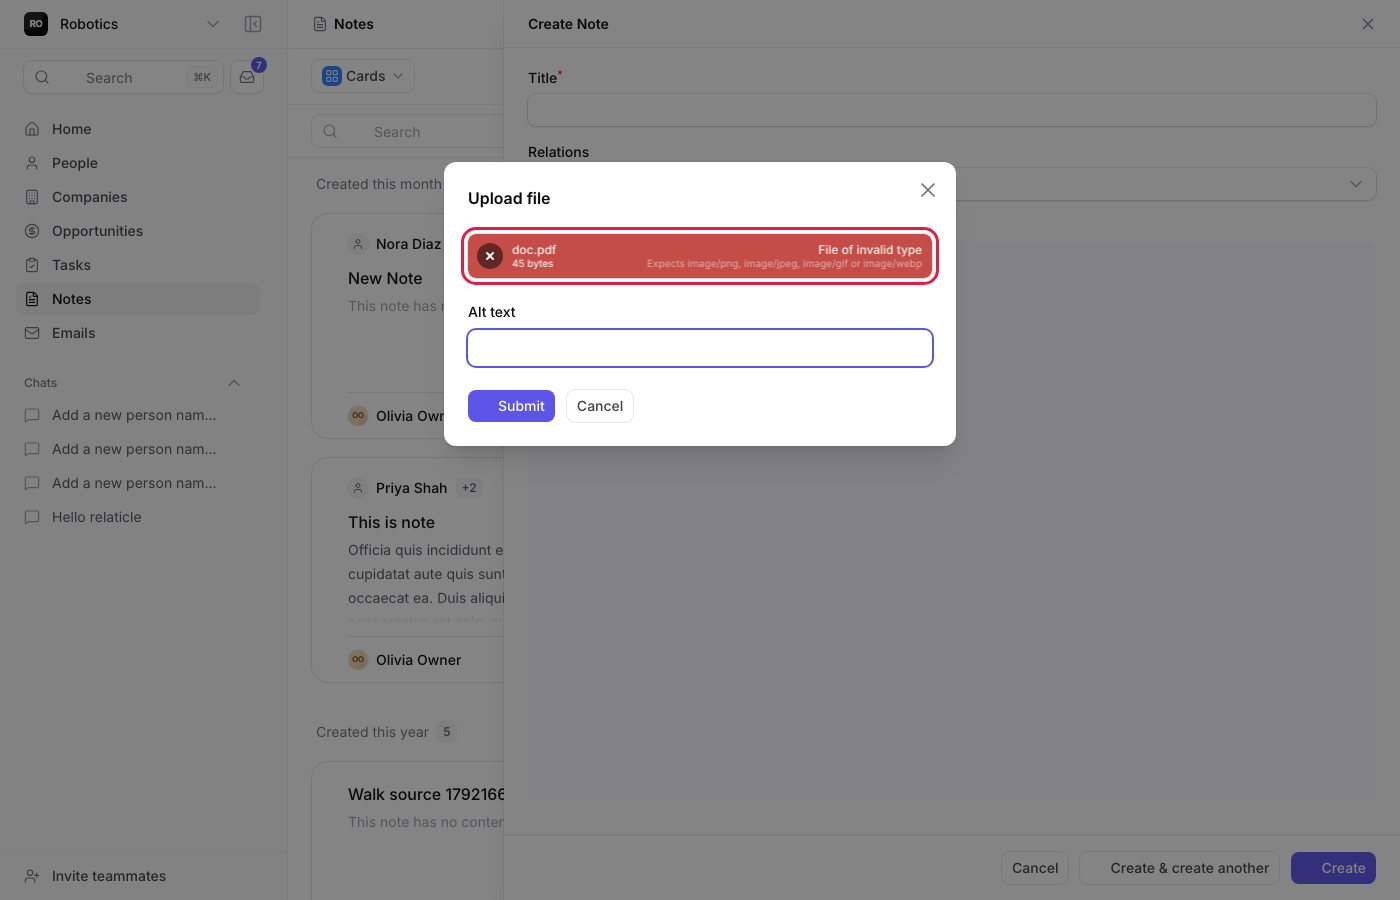 RO
Robotics
Search
⌘K
7
Home
People
Companies
Opportunities
Tasks
Notes
Emails
Chats
Add a new person nam...
Add a new person nam...
Add a new person nam...
Hello relaticle
Invite teammates
Notes
Cards
Search
Created this month
Nora Diaz
New Note
This note has
OO
Olivia
Priya Shah
+2
This is note
Officia quis incididunt
cupidatat aute quis sunt
occaecat ea. Duis
OO
Olivia Owner
Created this year
5
Walk source 1792166
This note has no
Create Note
Title*
Relations
Upload file
doc.pdf
45 bytes
File of invalid type
Expects image/png, image/jpeg, image/gif or image/webp
Alt text
Submit
Cancel
Cancel
Create & create another
Create